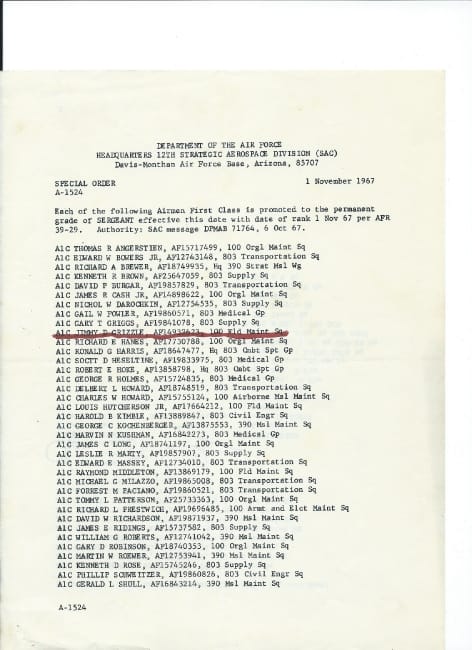 DEPARTMENT OF THE AIR FORCE
HEADQUARTERS 12TH STRATEGIC AEROSPACE DIVISION (SAC)
Davis-Monthan Air Force Base, Arizona, 85707
SPECIAL ORDER 1 November 1967
A-1524
Each of the following Airmen First Class is promoted to the permanent
grade of SERGEANT effective this date with date of rank 1 Nov 67 per AFR
39-29. Authority: SAC message DPMAB 71764, 6 Oct 67.
A1C THOMAS R ANGERSTIEN, AF15717499, 100 Orgl Maint Sq
A1C EDWARD W BOWERS JR, AF12743148, 803 Transportation Sq
A1C RICHARD A BREWER, AF18749935, Hq 390 Strat Msl Wg
A1C KENNETH R BROWN, AF25647059, 803 Supply Sq
A1C DAVID P BURGAR, AF19857829, 803 Transportation Sq
A1C JAMES R CASH JR, AF14898622, 100 Orgl Maint Sq
A1C NICHOL W DAROCHKIN, AF12754535, 803 Supply Sq
A1C GAIL W FOWLER, AF19860571, 803 Medical Gp
A1C GARY T GRIGGS, AF19841078, 803 Supply Sq
A1C JIMMY D GRIZZLE, 100 Fld Maint Sq
A1C RICHARD E HANES, AF17730788, 100 Orgl Maint Sq
A1C RONALD G HARRIS, AF18647477, Hq 803 Cmbt Spt Gp
A1C SCOTT D HESELTINE, AF19833975, 803 Medical Gp
A1C ROBERT E HOKE, AF13858798, Hq 803 Cmbt Spt Gp
A1C GEORGE R HOLMES, AF15724835, 803 Medical Gp
A1C DELBERT L HOWARD, AF18748519, 803 Transportation Sq
A1C CHARLES W HOWARD, AF15755124, 100 Airborne Msl Maint Sq
A1C LOUIS HUTCHERSON JR, AF17664212, 100 Fld Maint Sq
A1C HAROLD B KIMBLE, AF13889847, 803 Civil Engr Sq
A1C GEORGE C KOCHENBERGER, AF13875553, 390 Msl Maint Sq
A1C MARVIN N KUSHMAN, AF16842273, 803 Medical Gp
A1C JAMES C LONG, AF18741197, 100 Orgl Maint Sq
A1C LESLIE R MARTY, AF19857907, 803 Supply Sq
A1C EDWARD E MASSEY, AF12734010, 803 Transportation Sq
A1C RAYMOND MIDDLETON, AF13869179, 100 Fld Maint Sq
A1C MICHAEL G MILAZZO, AF19865008, 803 Transportation Sq
A1C FORREST M PACIANO, AF19860521, 803 Transportation Sq
A1C TOMMY L PATTERSON, AF25733363, 100 Orgl Maint Sq
A1C RICHARD L PRESTWICH, AF19696485, 100 Armt and Elct Maint Sq
A1C DAVID W RICHARDSON, AF19871937, 390 Msl Maint Sq
A1C JAMES E RIDINGS, AF15737582, 803 Supply Sq
A1C WILLIAM G ROBERTS, AF12741042, 390 Msl Maint Sq
A1C GARY D ROBINSON, AF18740353, 100 Orgl Maint Sq
A1C MARTIN W ROEWER, AF12753941, 390 Msl Maint Sq
A1C KENNETH D ROSE, AF15745246, 803 Supply Sq
A1C PHILLIP SCHWEITZER, AF19860826, 803 Civil Engr Sq
A1C GERALD L SHULL, AF16843214, 390 Msl Maint Sq
A-1524